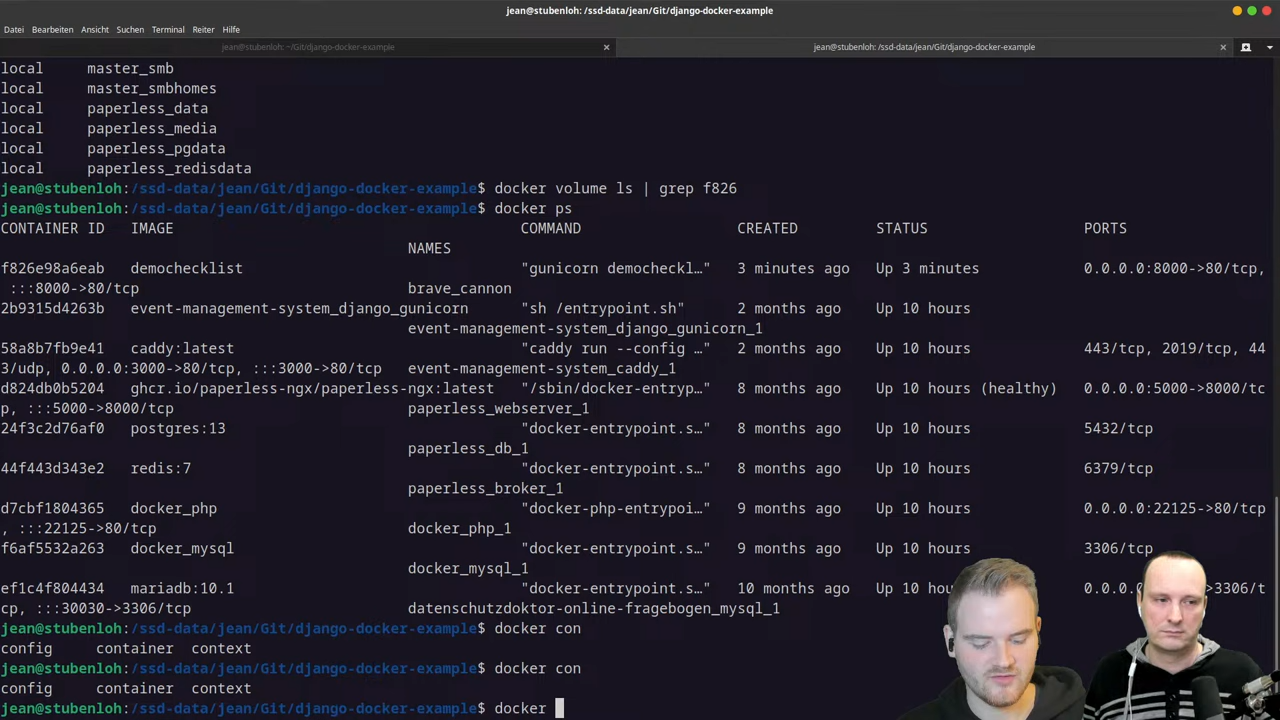 jean@stubenloh: /ssd-data/jean/Git/django-docker-example
Datei Bearbeiten Ansicht Suchen Terminal Reiter Hilfe
jean@stubenloh: ~/Git/django-docker-example jean@stubenloh: /ssd-data/jean/Git/django-docker-example
local master_smb
local master_smbhomes
local paperless_data
local paperless_media
local paperless_pgdata
local paperless_redisdata
jean@stubenloh:/ssd-data/jean/Git/django-docker-example$ docker volume ls | grep f826
jean@stubenloh:/ssd-data/jean/Git/django-docker-example$ docker ps
CONTAINER ID IMAGE COMMAND CREATED STATUS PORTS
NAMES
f826e98a6eab demochecklist "gunicorn democheckl…" 3 minutes ago Up 3 minutes 0.0.0.0:8000->80/tcp,
:::8000->80/tcp brave_cannon
2b9315d4263b event-management-system_django_gunicorn "sh /entrypoint.sh" 2 months ago Up 10 hours
event-management-system_django_gunicorn_1
58a8b7fb9e41 caddy:latest "caddy run --config …" 2 months ago Up 10 hours 443/tcp, 2019/tcp, 44
3/udp, 0.0.0.0:3000->80/tcp, :::3000->80/tcp event-management-system_caddy_1
d824db0b5204 ghcr.io/paperless-ngx/paperless-ngx:latest "/sbin/docker-entryp…" 8 months ago Up 10 hours (healthy) 0.0.0.0:5000->8000/tc
p, :::5000->8000/tcp paperless_webserver_1
24f3c2d76af0 postgres:13 "docker-entrypoint.s…" 8 months ago Up 10 hours 5432/tcp
paperless_db_1
44f443d343e2 redis:7 "docker-entrypoint.s…" 8 months ago Up 10 hours 6379/tcp
paperless_broker_1
d7cbf1804365 docker_php "docker-php-entrypoi…" 9 months ago Up 10 hours 0.0.0.0:22125->80/tcp
, :::22125->80/tcp docker_php_1
f6af5532a263 docker_mysql "docker-entrypoint.s…" 9 months ago Up 10 hours 3306/tcp
docker_mysql_1
ef1c4f804434 mariadb:10.1 "docker-entrypoint.s…" 10 months ago Up 10 ->3306/t
cp, :::30030->3306/tcp datenschutzdoktor-online-fragebogen_mysql_1
jean@stubenloh:/ssd-data/jean/Git/django-docker-example$ docker con
config container context
jean@stubenloh:/ssd-data/jean/Git/django-docker-example$ docker con
config container context
jean@stubenloh:/ssd-data/jean/Git/django-docker-example$ docker